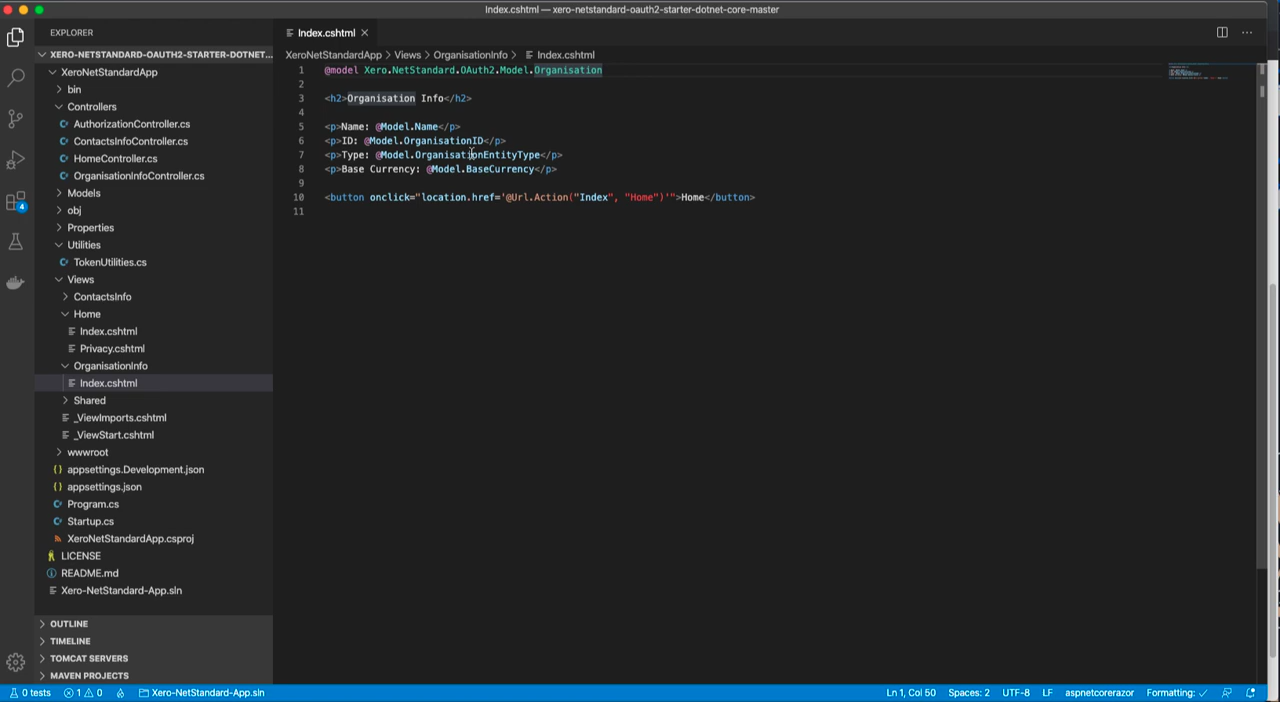 Index.cshtml — xero-netstandard-oauth2-starter-dotnet-core-master
EXPLORER
XERO-NETSTANDARD-OAUTH2-STARTER-DOTNET...
XeroNetStandardApp
bin
Controllers
AuthorizationController.cs
ContactsInfoController.cs
HomeController.cs
OrganisationInfoController.cs
Models
obj
Properties
Utilities
TokenUtilities.cs
Views
ContactsInfo
Home
Index.cshtml
Privacy.cshtml
OrganisationInfo
Index.cshtml
Shared
_ViewImports.cshtml
_ViewStart.cshtml
wwwroot
{} appsettings.Development.json
{} appsettings.json
Program.cs
Startup.cs
XeroNetStandardApp.csproj
LICENSE
README.md
Xero-NetStandard-App.sln
OUTLINE
TIMELINE
TOMCAT SERVERS
MAVEN PROJECTS
4
Index.cshtml
XeroNetStandardApp > Views > OrganisationInfo > Index.cshtml
1 @model Xero.NetStandard.OAuth2.Model.Organisation
2
3 <h2>Organisation Info</h2>
4
5 <p>Name: @Model.Name</p>
6 <p>ID: @Model.OrganisationID</p>
7 <p>Type: @Model.OrganisationEntityType</p>
8 <p>Base Currency: @Model.BaseCurrency</p>
9
10 <button onclick="location.href='@Url.Action("Index", "Home")'">Home</button>
11
0 tests 1 0 Xero-NetStandard-App.sln Ln 1, Col 50 Spaces: 2 UTF-8 LF aspnetcorerazor Formatting: ✓